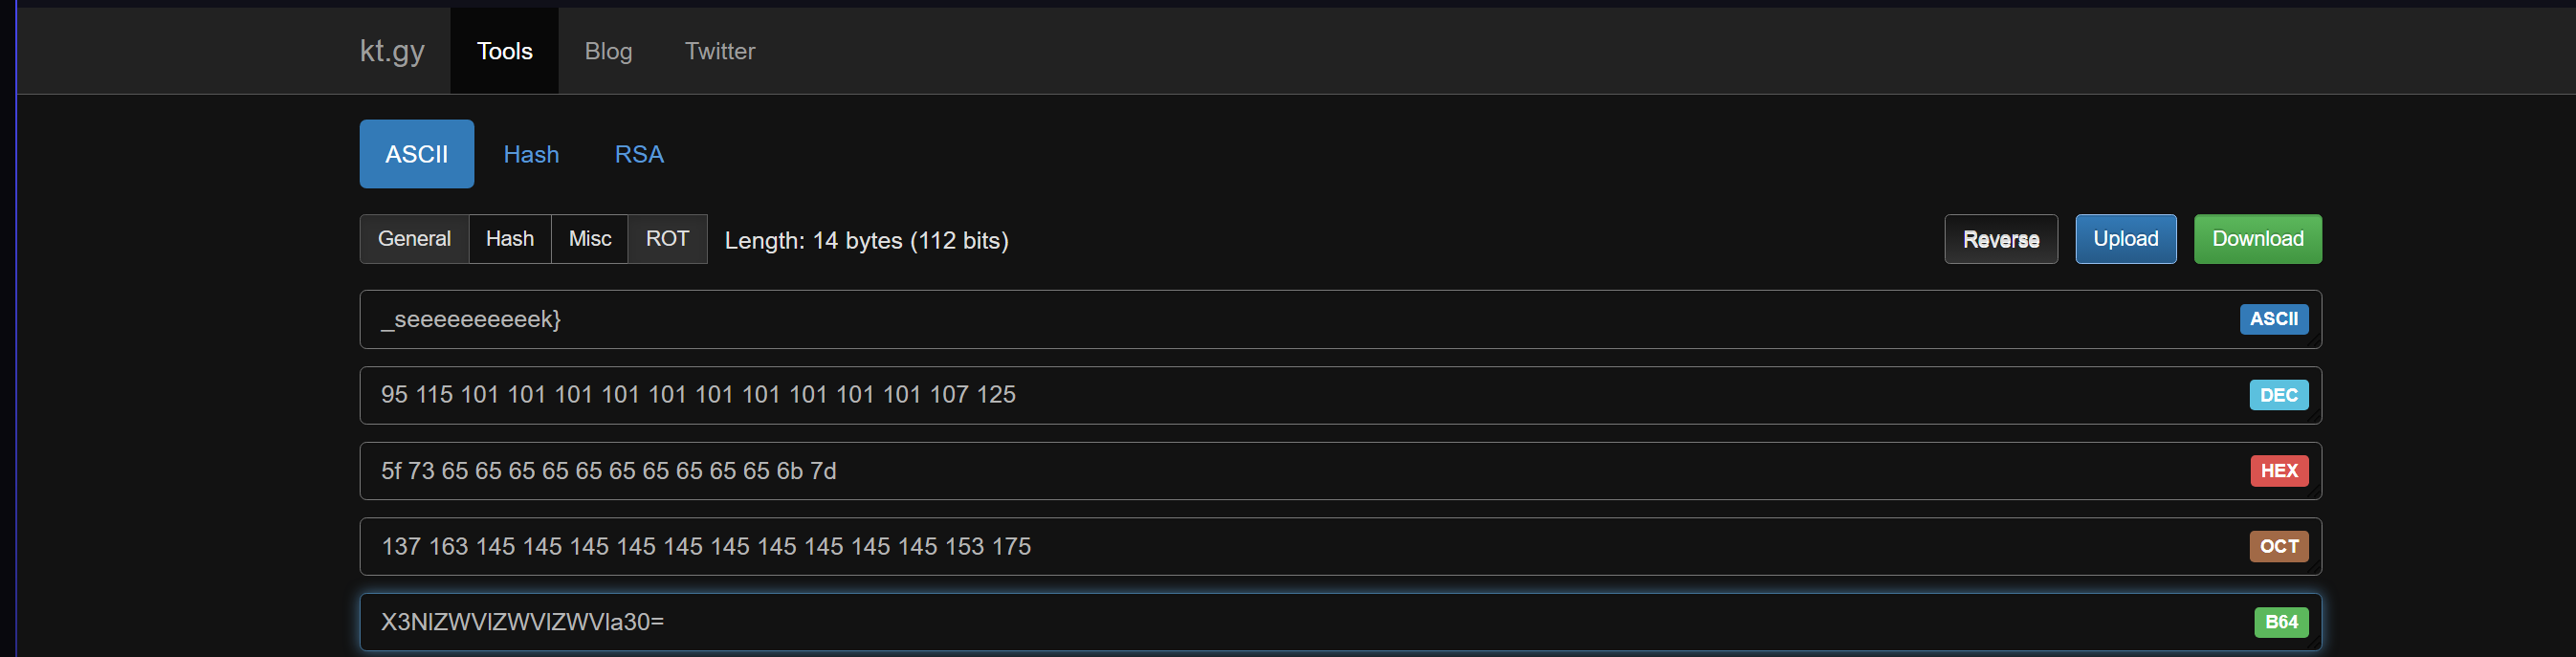 kt.gy Tools Blog Twitter
ASCII Hash RSA
General Hash Misc ROT Length: 14 bytes (112 bits) Reverse Upload Download
_seeeeeeeeeek} ASCII
95 115 101 101 101 101 101 101 101 101 101 101 107 125 DEC
5f 73 65 65 65 65 65 65 65 65 65 65 6b 7d HEX
137 163 145 145 145 145 145 145 145 145 145 145 153 175 OCT
X3NlZWVlZWVlZWVla30= B64